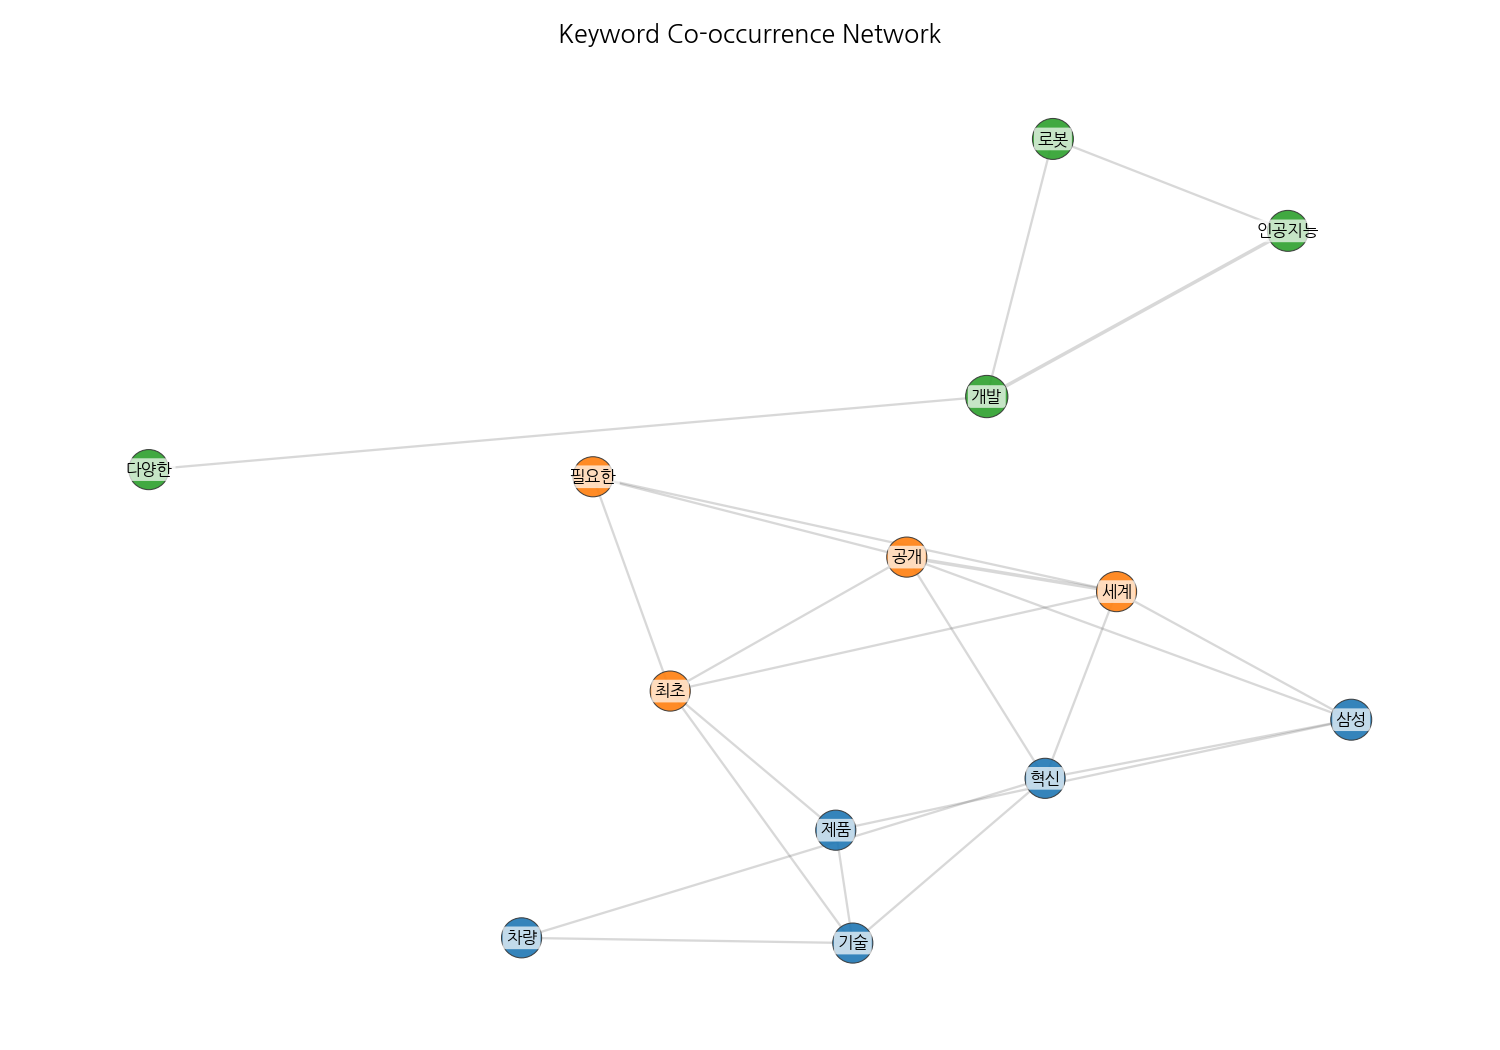 Keyword Co-occurrence Network
로봇
인공지능
개발
다양한
필요한
공개
세계
최초
삼성
혁신
제품
차량
기술